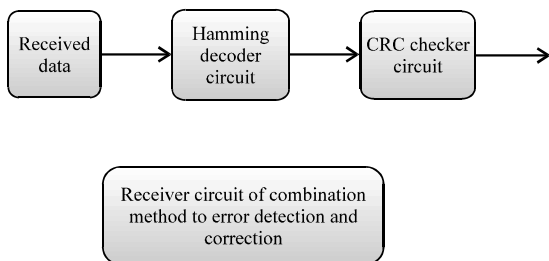 Received
data
Hamming
decoder
circuit
CRC checker
circuit
Receiver circuit of combination
method to error detection and
correction